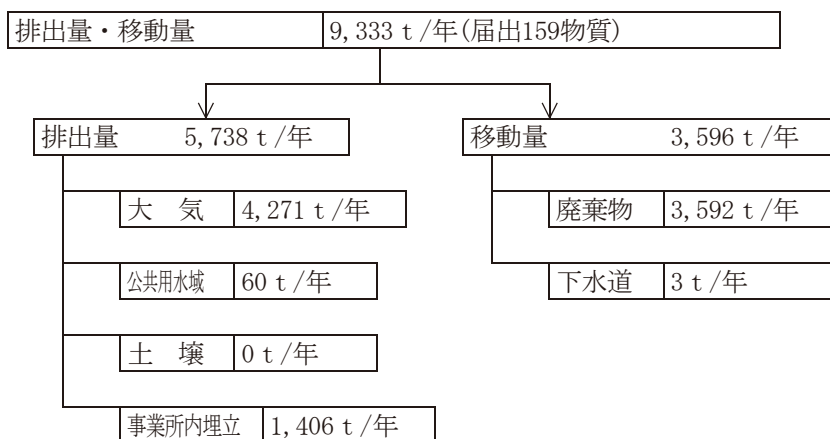 排出量・移動量 9,333 t/年(届出159物質)
排出量 5,738 t/年 移動量 3,596 t/年
大 気 4,271 t/年 廃棄物 3,592 t/年
公共用水域 60 t/年 下水道 3 t/年
土 壌 0 t/年
事業所内埋立 1,406 t/年